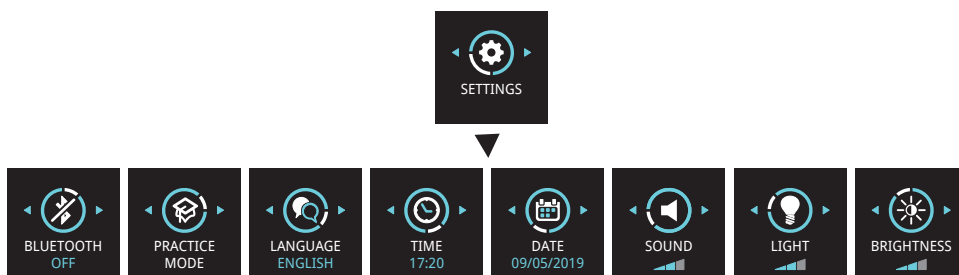 SETTINGS
BLUETOOTH
OFF
PRACTICE
MODE
LANGUAGE
ENGLISH
TIME
17:20
DATE
09/05/2019
SOUND
LIGHT
BRIGHTNESS